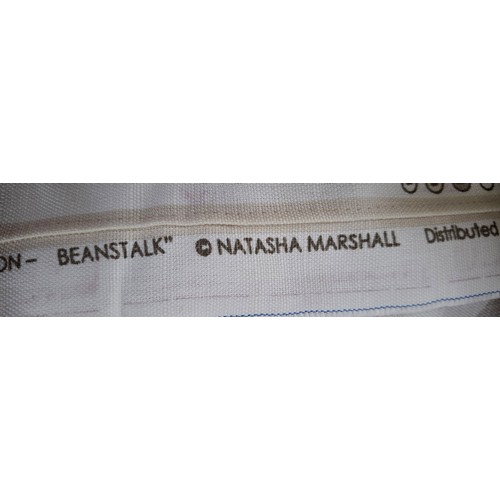 ON – BEANSTALK" © NATASHA MARSHALL Distributed